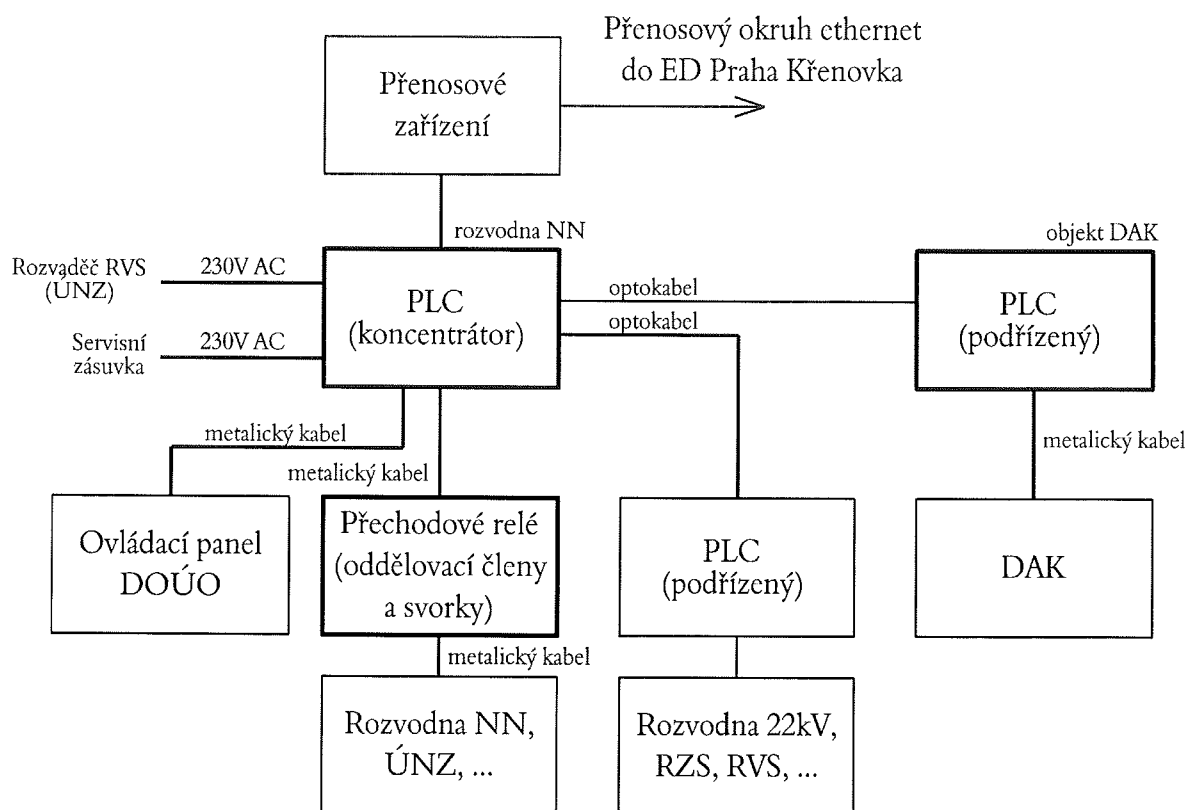 Přenosový okruh ethernet
do ED Praha Křenovka
Přenosové
zařízení
rozvodna NN
objekt DAK
Rozvaděč RVS
(ÚNZ)
230V AC
PLC
(koncentrátor)
optokabel
optokabel
PLC
(podřízený)
Servisní
zásuvka
230V AC
metalický kabel
metalický kabel
metalický kabel
Ovládací panel
DOÚO
Přechodové relé
(oddělovací členy
a svorky)
PLC
(podřízený)
DAK
metalický kabel
Rozvodna NN,
ÚNZ, ...
Rozvodna 22kV,
RZS, RVS, ...